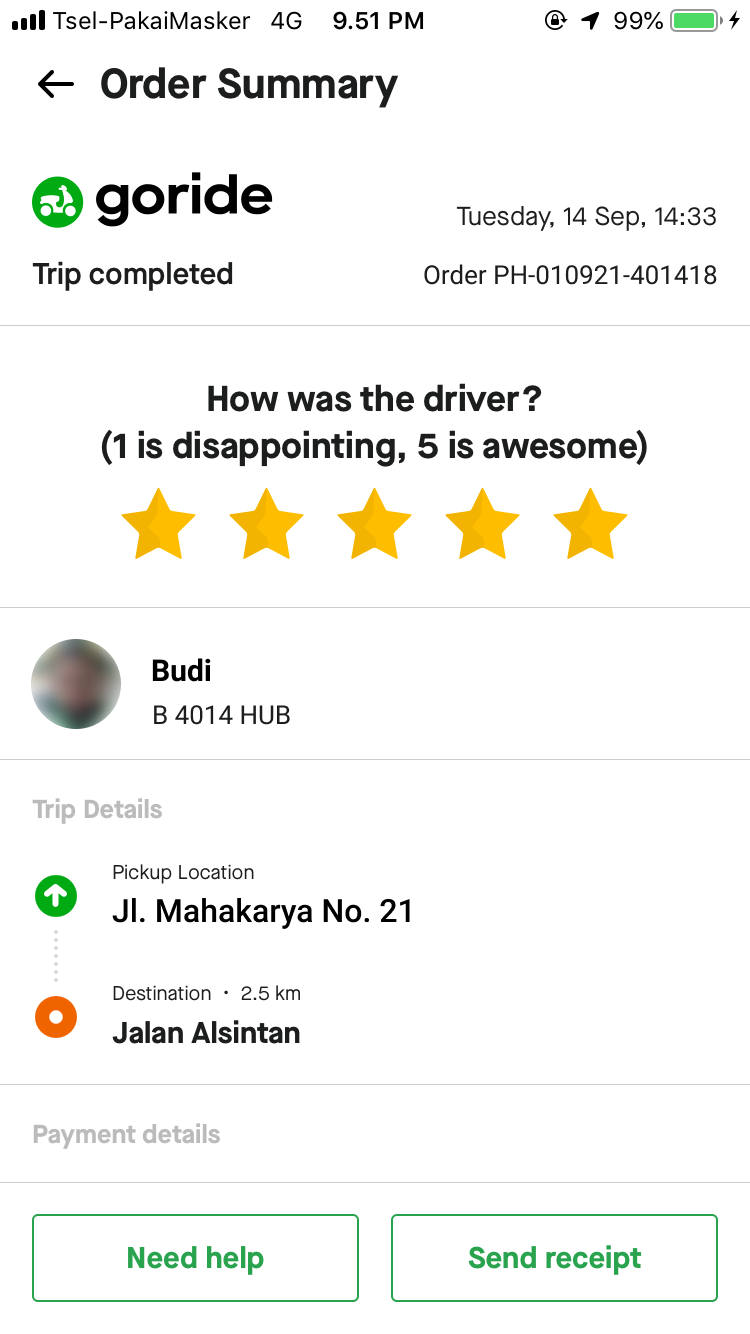 Tsel-PakaiMasker 4G 9.51 PM 99%
Order Summary
goride
Tuesday, 14 Sep, 14:33
Trip completed
Order PH-010921-401418
How was the driver?
(1 is disappointing, 5 is awesome)
Budi
B 4014 HUB
Trip Details
Pickup Location
Jl. Mahakarya No. 21
Destination • 2.5 km
Jalan Alsintan
Payment details
Need help
Send receipt